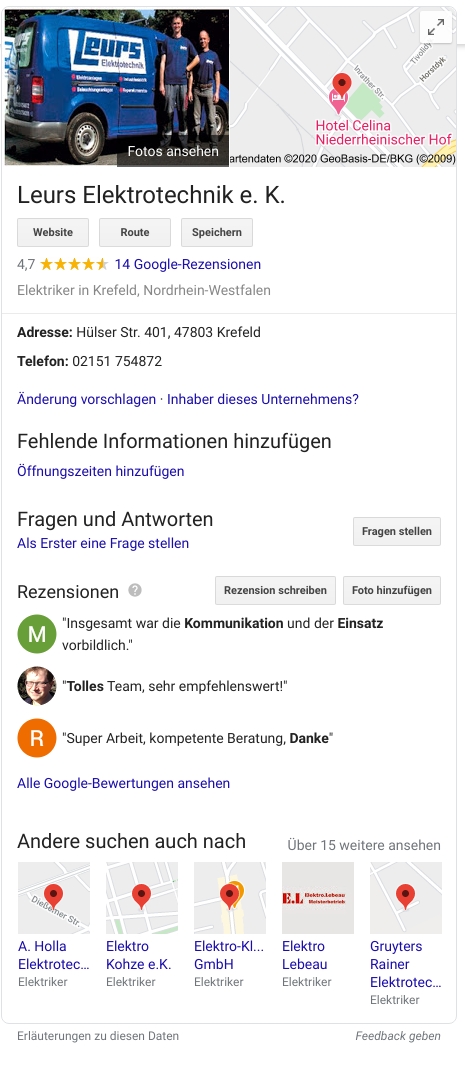 Leurs
Elektrotechnik
Elektroanlagen
Beleuchtungsanlagen
Fotos ansehen
Inrather Str.
Horstdyk
Hotel Celina
Niederrheinischer Hof
artendaten ©2020 GeoBasis-DE/BKG (©2009)
Leurs Elektrotechnik e. K.
Website
Route
Speichern
4,7 14 Google-Rezensionen
Elektriker in Krefeld, Nordrhein-Westfalen
Adresse: Hülser Str. 401, 47803 Krefeld
Telefon: 02151 754872
Änderung vorschlagen · Inhaber dieses Unternehmens?
Fehlende Informationen hinzufügen
Öffnungszeiten hinzufügen
Fragen und Antworten
Als Erster eine Frage stellen
Fragen stellen
Rezensionen ?
Rezension schreiben
Foto hinzufügen
M
"Insgesamt war die Kommunikation und der Einsatz
vorbildlich."
"Tolles Team, sehr empfehlenswert!"
R
"Super Arbeit, kompetente Beratung, Danke"
Alle Google-Bewertungen ansehen
Andere suchen auch nach
Über 15 weitere ansehen
Dießemer Str.
E.L Elektro.Lebeau
Meisterbetrieb
A. Holla
Elektrotec...
Elektriker
Elektro
Kohze e.K.
Elektriker
Elektro-Kl...
GmbH
Elektriker
Elektro
Lebeau
Elektriker
Gruyters
Rainer
Elektrotec...
Elektriker
Erläuterungen zu diesen Daten
Feedback geben